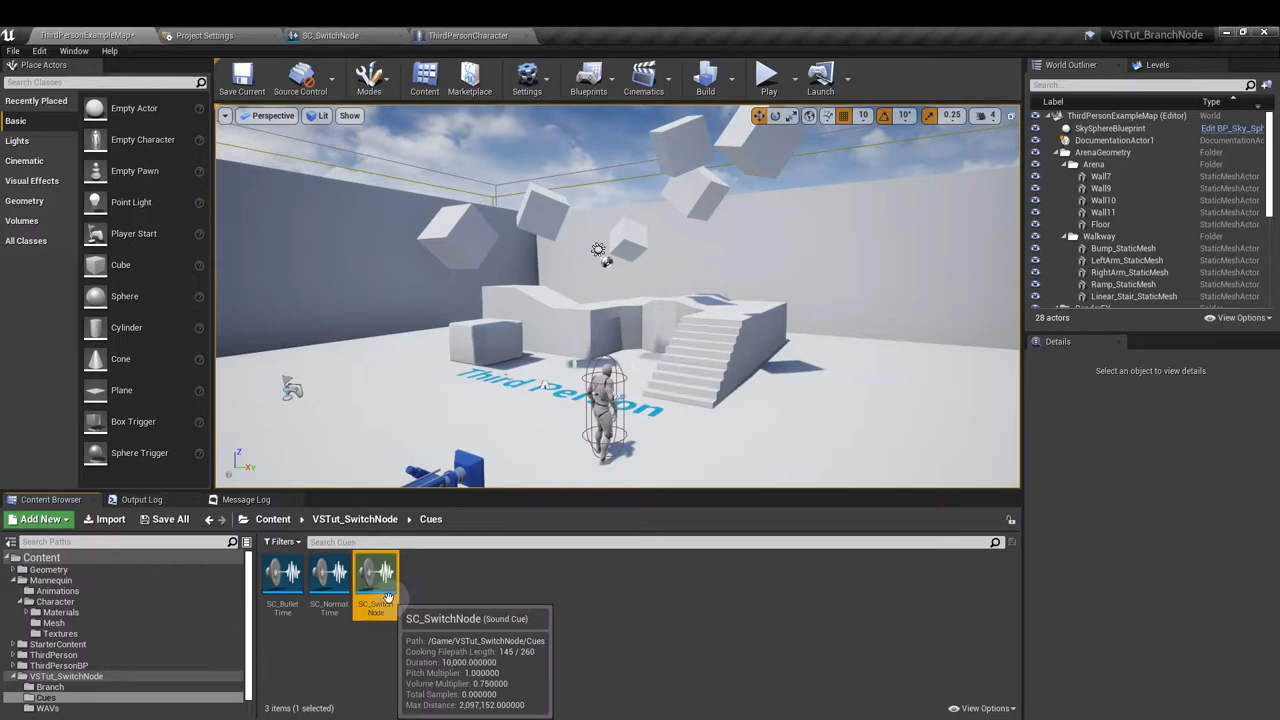 ThirdPersonExampleMap*
Project Settings
SC_SwitchNode
ThirdPersonCharacter
VSTut_BranchNode
File Edit Window Help
Place Actors
Search Classes
Recently Placed
Basic
Lights
Cinematic
Visual Effects
Geometry
Volumes
All Classes
Empty Actor
Empty Character
Empty Pawn
Point Light
Player Start
Cube
Sphere
Cylinder
Cone
Plane
Box Trigger
Sphere Trigger
Save Current
Source Control
Modes
Content
Marketplace
Settings
Blueprints
Cinematics
Build
Play
Launch
Perspective
Lit
Show
10
10°
0.25
4
Third Person
Z
X Y
World Outliner
Levels
Search...
Label
Type
ThirdPersonExampleMap (Editor) World
SkySphereBlueprint Edit BP_Sky_Sph
DocumentationActor1 DocumentationActo
ArenaGeometry Folder
Arena Folder
Wall7 StaticMeshActor
Wall9 StaticMeshActor
Wall10 StaticMeshActor
Wall11 StaticMeshActor
Floor StaticMeshActor
Walkway Folder
Bump_StaticMesh StaticMeshActor
LeftArm_StaticMesh StaticMeshActor
RightArm_StaticMesh StaticMeshActor
Ramp_StaticMesh StaticMeshActor
Linear_Stair_StaticMesh StaticMeshActor
28 actors
View Options
Details
Select an object to view details.
Content Browser
Output Log
Message Log
Add New
Import
Save All
Content
VSTut_SwitchNode
Cues
Search Paths
Content
Geometry
Mannequin
Animations
Character
Materials
Mesh
Textures
StarterContent
ThirdPerson
ThirdPersonBP
VSTut_SwitchNode
Branch
Cues
WAVs
Filters
Search Cues
SC_Bullet
Time
SC_Normal
Time
SC_Switch
Node
SC_SwitchNode (Sound Cue)
Path: /Game/VSTut_SwitchNode/Cues
Cooking Filepath Length: 145 / 260
Duration: 10,000.000000
Pitch Multiplier: 1.000000
Volume Multiplier: 0.750000
Total Samples: 0.000000
Max Distance: 2,097,152.000000
3 items (1 selected)
View Options